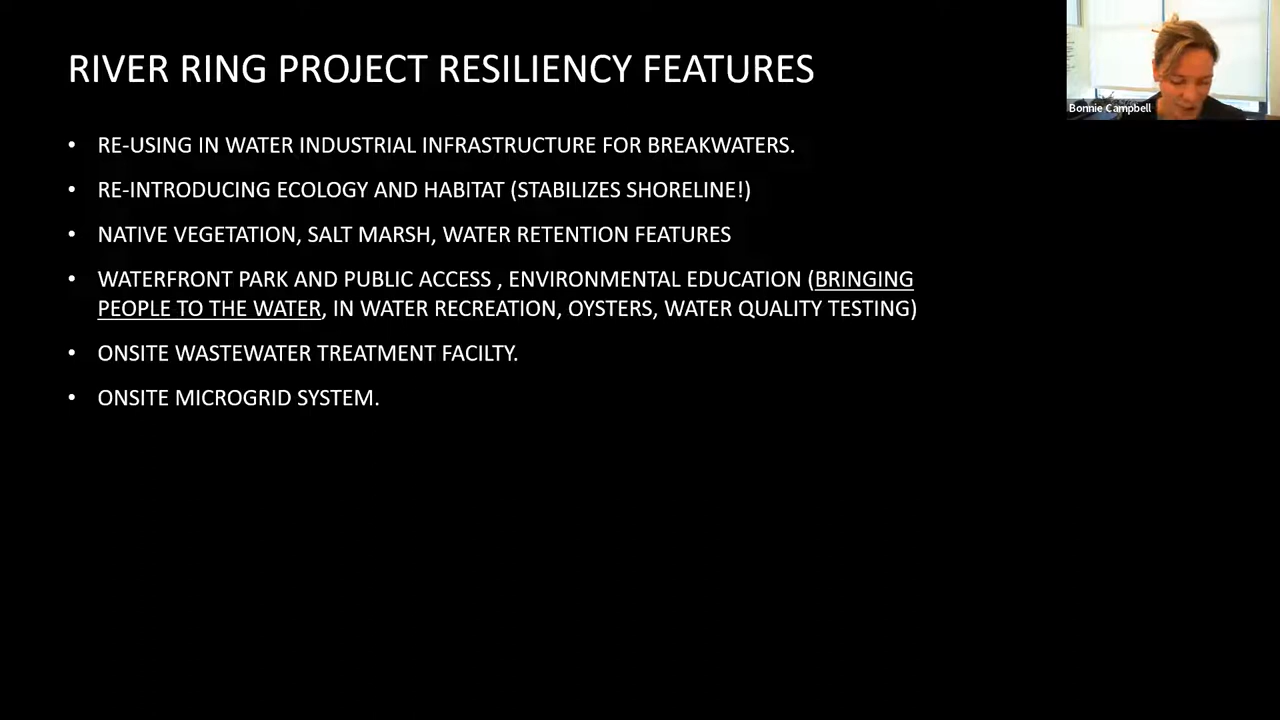 RIVER RING PROJECT RESILIENCY FEATURES
Bonnie Campbell
• RE-USING IN WATER INDUSTRIAL INFRASTRUCTURE FOR BREAKWATERS.
• RE-INTRODUCING ECOLOGY AND HABITAT (STABILIZES SHORELINE!)
• NATIVE VEGETATION, SALT MARSH, WATER RETENTION FEATURES
• WATERFRONT PARK AND PUBLIC ACCESS , ENVIRONMENTAL EDUCATION (BRINGING
PEOPLE TO THE WATER, IN WATER RECREATION, OYSTERS, WATER QUALITY TESTING)
• ONSITE WASTEWATER TREATMENT FACILTY.
• ONSITE MICROGRID SYSTEM.